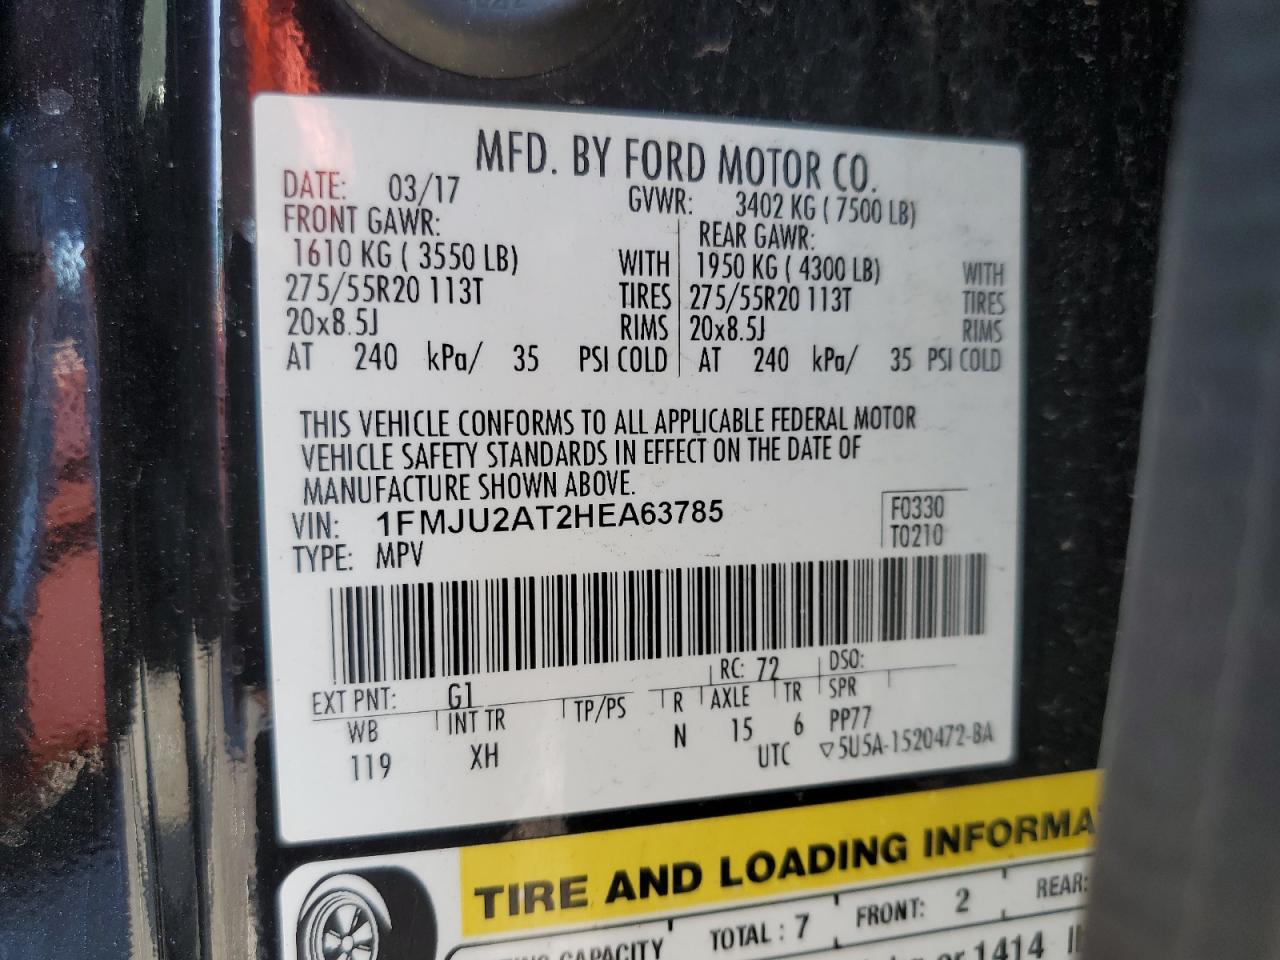 MFD. BY FORD MOTOR CO.
DATE: 03/17 GVWR: 3402 KG ( 7500 LB)
FRONT GAWR: REAR GAWR:
1610 KG ( 3550 LB) WITH 1950 KG ( 4300 LB) WITH
275/55R20 113T TIRES 275/55R20 113T TIRES
20x8.5J RIMS 20x8.5J RIMS
AT 240 kPa/ 35 PSI COLD AT 240 kPa/ 35 PSI COLD
THIS VEHICLE CONFORMS TO ALL APPLICABLE FEDERAL MOTOR
VEHICLE SAFETY STANDARDS IN EFFECT ON THE DATE OF
MANUFACTURE SHOWN ABOVE.
VIN: 1FMJU2AT2HEA63785 F0330
TYPE: MPV T0210
EXT PNT: G1 RC: 72 DSO:
WB INT TR TP/PS R AXLE TR SPR
119 XH N 15 6 PP77
UTC ▽5U5A-1520472-BA
TIRE AND LOADING
CAPACITY TOTAL : 7 FRONT: 2 REAR:
or 1414